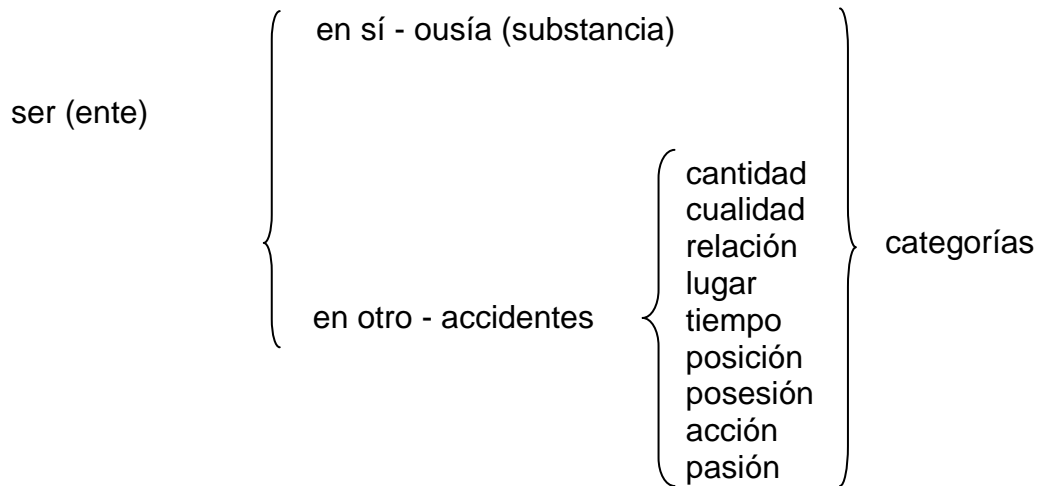 en sí - ousía (substancia)
ser (ente)
cantidad
cualidad
relación
categorías
lugar
en otro - accidentes
tiempo
posición
posesión
acción
pasión